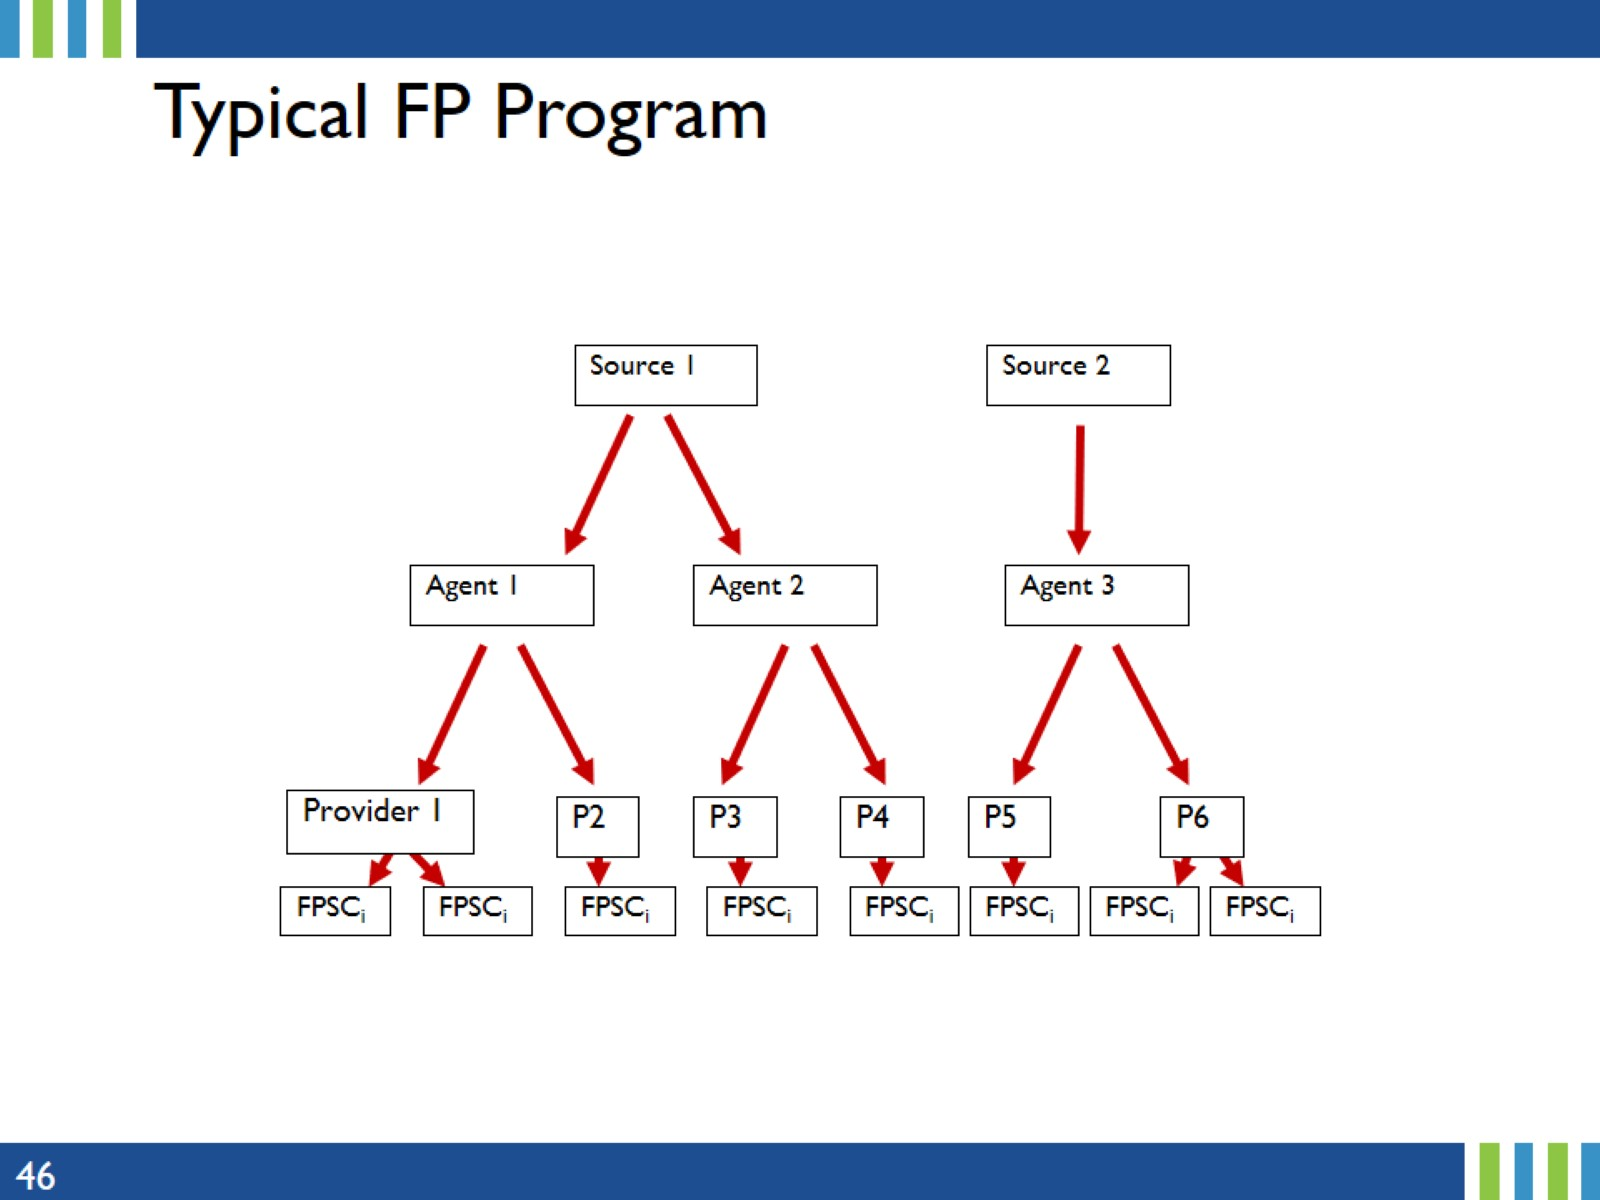 Typical FP Program
Source 1
Source 2
Agent 1
Agent 2
Agent 3
Provider 1
P2
P3
P4
P5
P6
FPSCi
FPSCi
FPSCi
FPSCi
FPSCi
FPSCi
FPSCi
FPSCi
46